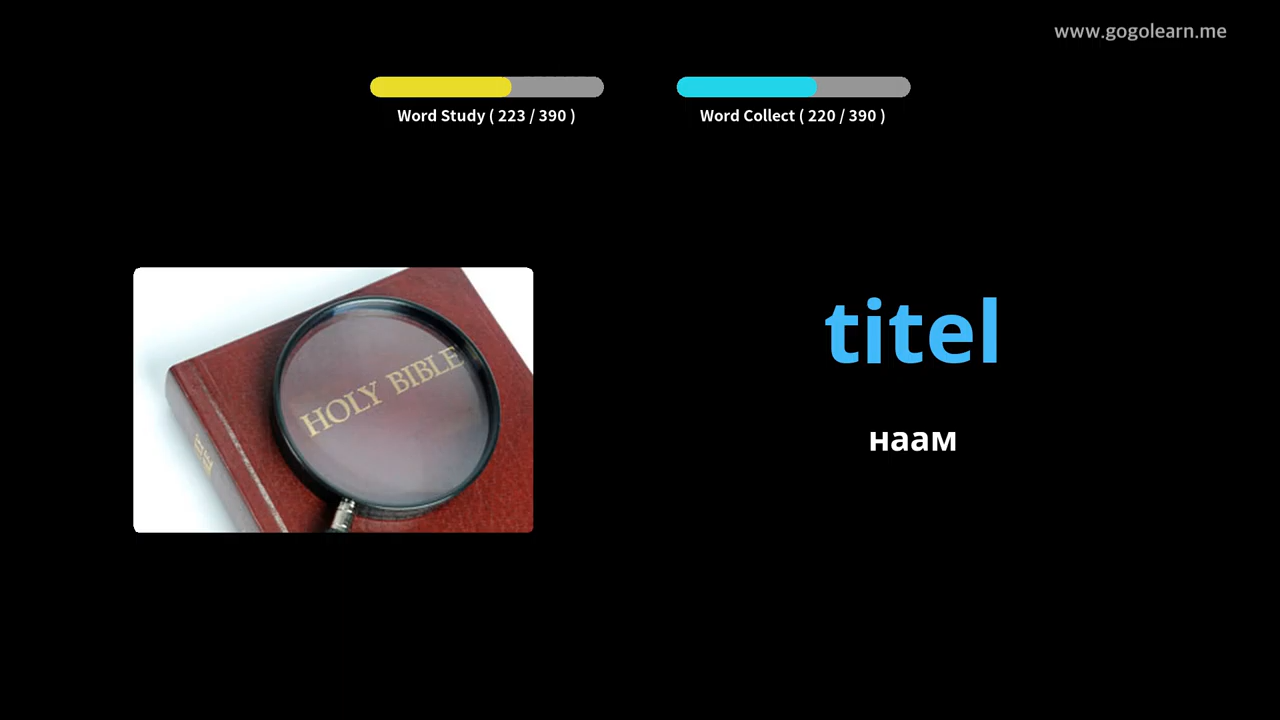 www.gogolearn.me
Word Study ( 223 / 390 )
Word Collect ( 220 / 390 )
HOLY BIBLE
titel
наам